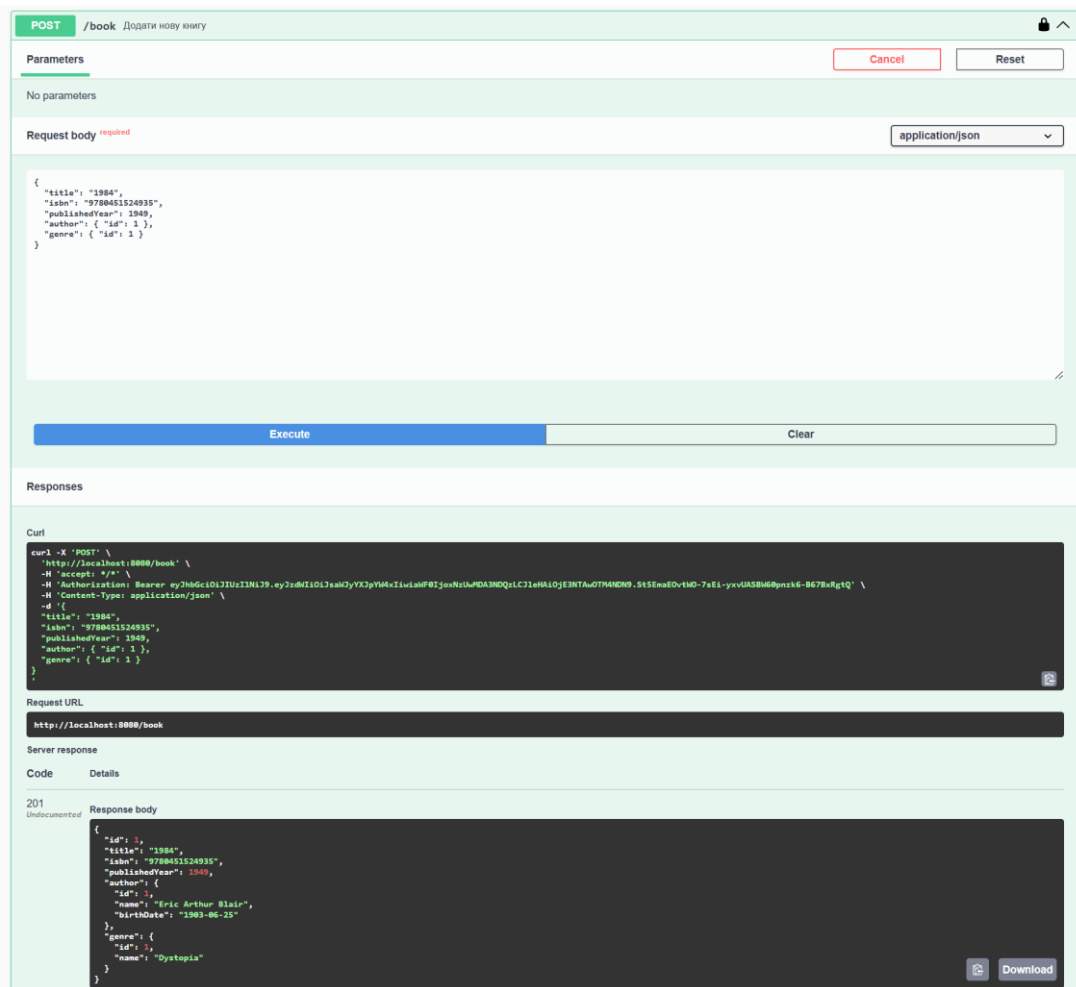 POST /book Додати нову книгу
Parameters
Cancel
Reset
No parameters
Request body required
application/json
{
  "title": "1984",
  "isbn": "9780451524935",
  "publishedYear": 1949,
  "author": { "id": 1 },
  "genre": { "id": 1 }
}
Execute
Clear
Responses
Curl
curl -X 'POST' \
  'http://localhost:8080/book' \
  -H 'accept: */*' \
  -H 'Authorization: Bearer
  -H 'Content-Type: application/json' \
  -d '{
  "title": "1984",
  "isbn": "9780451524935",
  "publishedYear": 1949,
  "author": { "id": 1 },
  "genre": { "id": 1 }
}
'
Request URL
http://localhost:8080/book
Server response
Code Details
201
Undocumented
Response body
{
  "id": 1,
  "title": "1984",
  "isbn": "9780451524935",
  "publishedYear": 1949,
  "author": {
    "id": 1,
    "name": "Eric Arthur Blair",
    "birthDate": "1903-06-25"
  },
  "genre": {
    "id": 1,
    "name": "Dystopia"
  }
}
Download